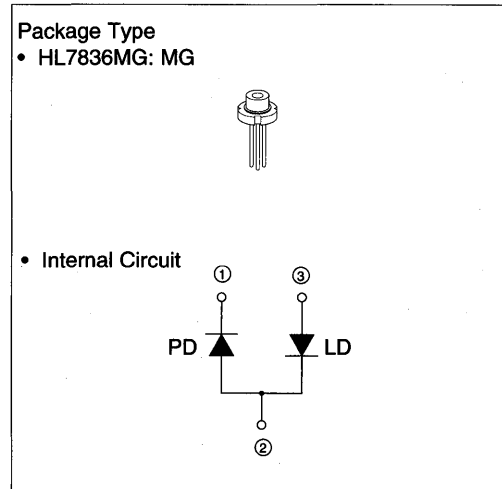 Package Type
• HL7836MG: MG
• Internal Circuit
① ③
PD LD
②